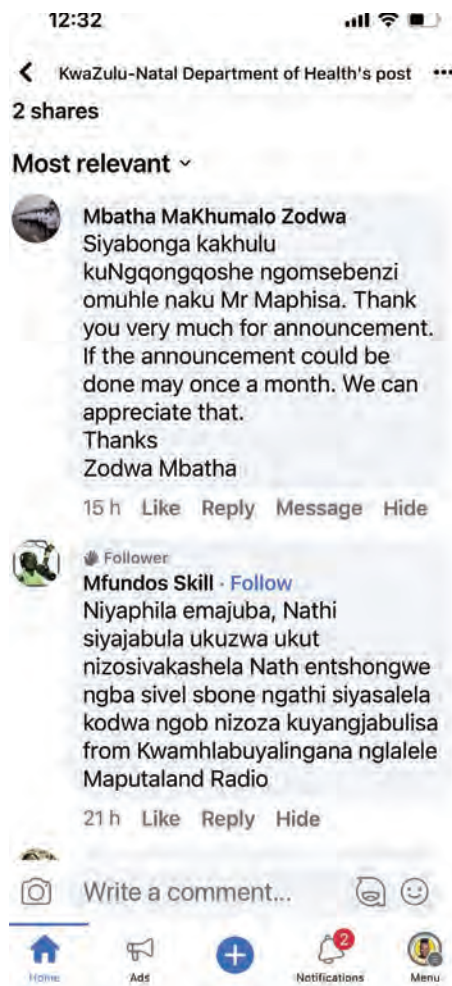 12:32
KwaZulu-Natal Department of Health's post
2 shares
Most relevant
Mbatha MaKhumalo Zodwa
Siyabonga kakhulu
kuNgqongqoshe ngomsebenzi
omuhle naku Mr Maphisa. Thank
you very much for announcement.
If the announcement could be
done may once a month. We can
appreciate that.
Thanks
Zodwa Mbatha
15 h Like Reply Message Hide
Follower
Mfundos Skill · Follow
Niyaphila emajuba, Nathi
siyajabula ukuzwa ukut
nizosivakashela Nath entshongwe
ngba sivel sbone ngathi siyasalela
kodwa ngob nizoza kuyangjabulisa
from Kwamhlabuyalingana nglalele
Maputaland Radio
21 h Like Reply Hide
Write a comment...
2
Home Ads Notifications Menu